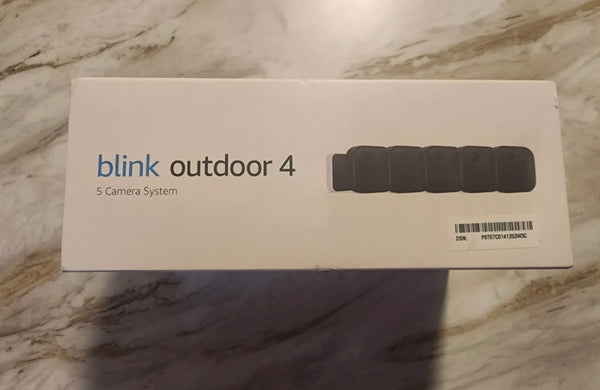 blink outdoor 4
5 Camera System
DSN: